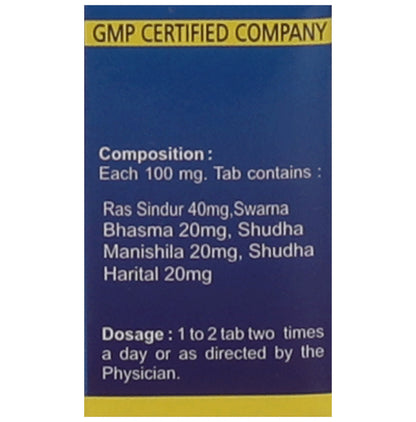 GMP CERTIFIED COMPANY
Composition :
Each 100 mg. Tab contains :
Ras Sindur 40mg,Swarna
Bhasma 20mg, Shudha
Manishila 20mg, Shudha
Harital 20mg
Dosage : 1 to 2 tab two times
a day or as directed by the
Physician.